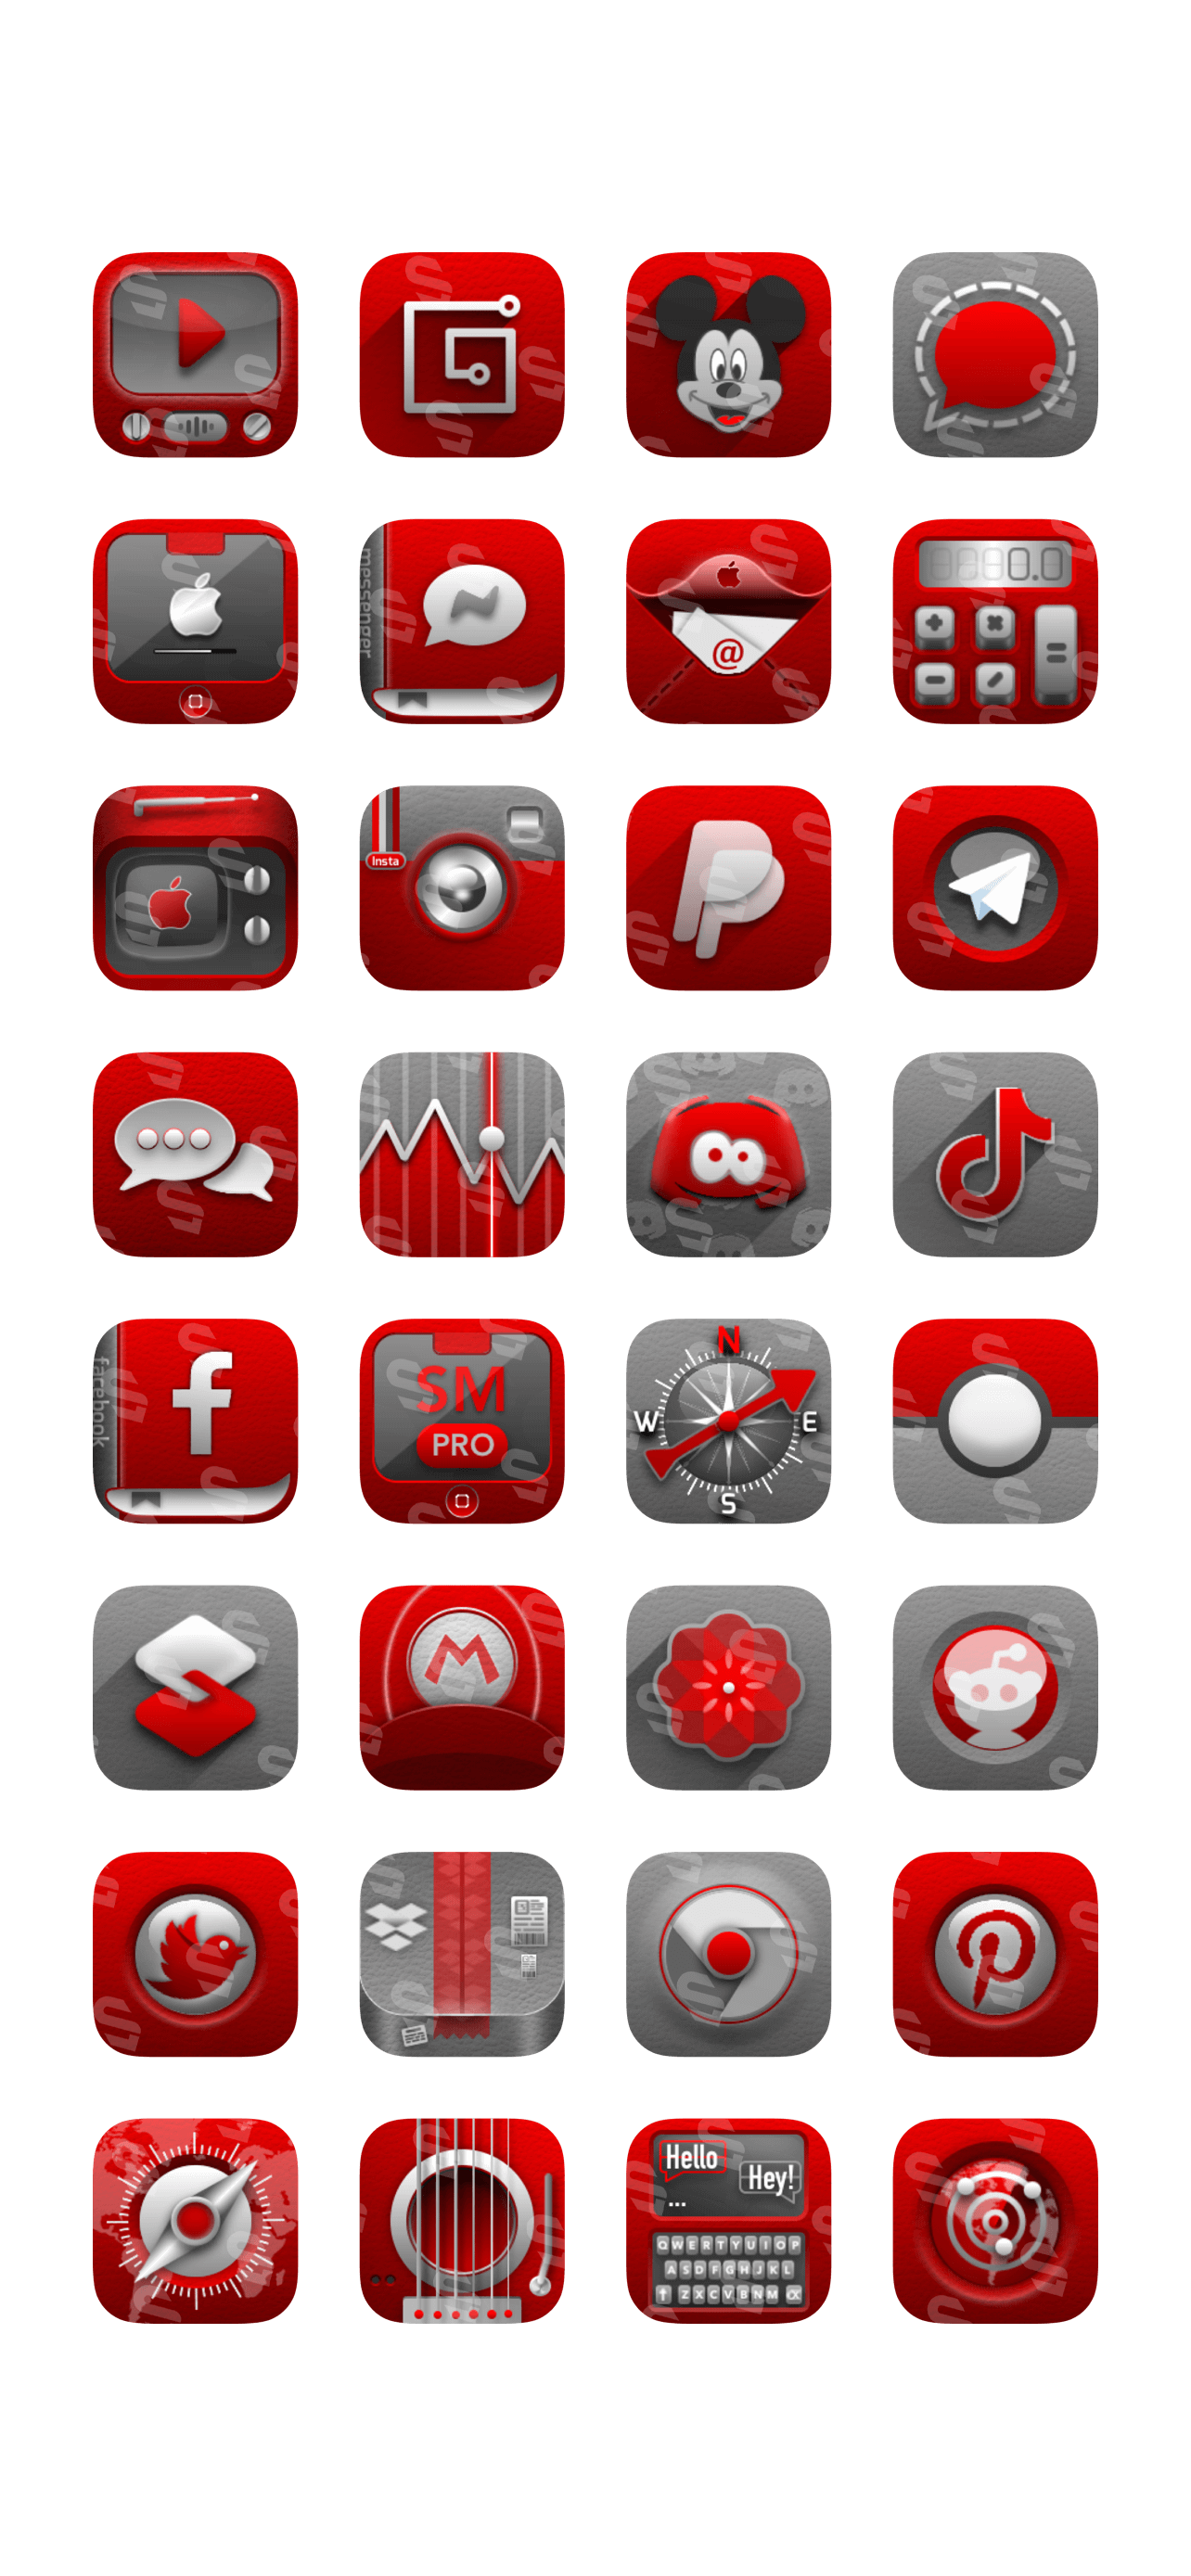 messenger
@
0.0
Insta
facebook
SM
PRO
N
W
E
S
M
Hello
Hey!
...
QWERTYUIOP
ASDFGHJKL
ZXCVBNM